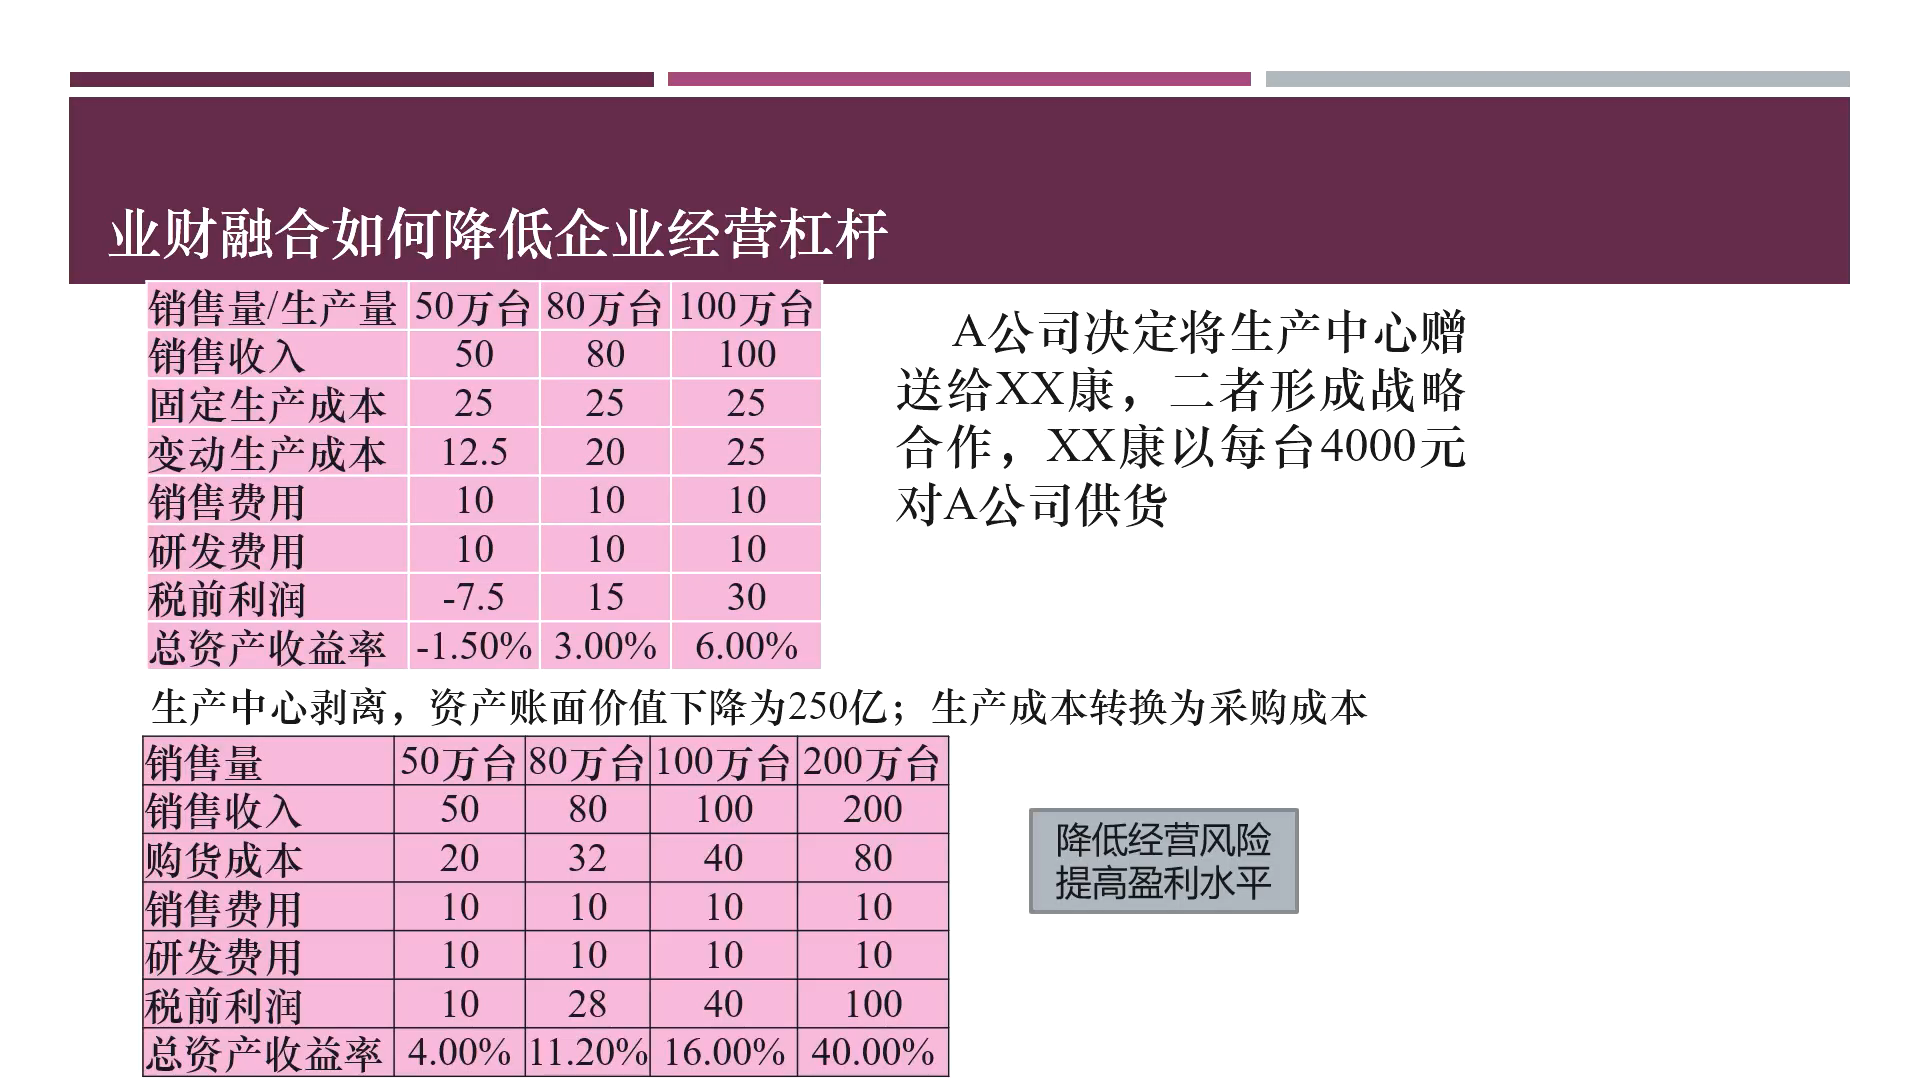 业财融合如何降低企业经营杠杆
销售量/生产量 50万台 80万台 100万台
销售收入 50 80 100
固定生产成本 25 25 25
变动生产成本 12.5 20 25
销售费用 10 10 10
研发费用 10 10 10
税前利润 -7.5 15 30
总资产收益率 -1.50% 3.00% 6.00%
A公司决定将生产中心赠
送给XX康，二者形成战略
合作，XX康以每台4000元
对A公司供货
生产中心剥离，资产账面价值下降为250亿；生产成本转换为采购成本
销售量 50万台 80万台 100万台 200万台
销售收入 50 80 100 200
购货成本 20 32 40 80
销售费用 10 10 10 10
研发费用 10 10 10 10
税前利润 10 28 40 100
总资产收益率 4.00% 11.20% 16.00% 40.00%
降低经营风险
提高盈利水平